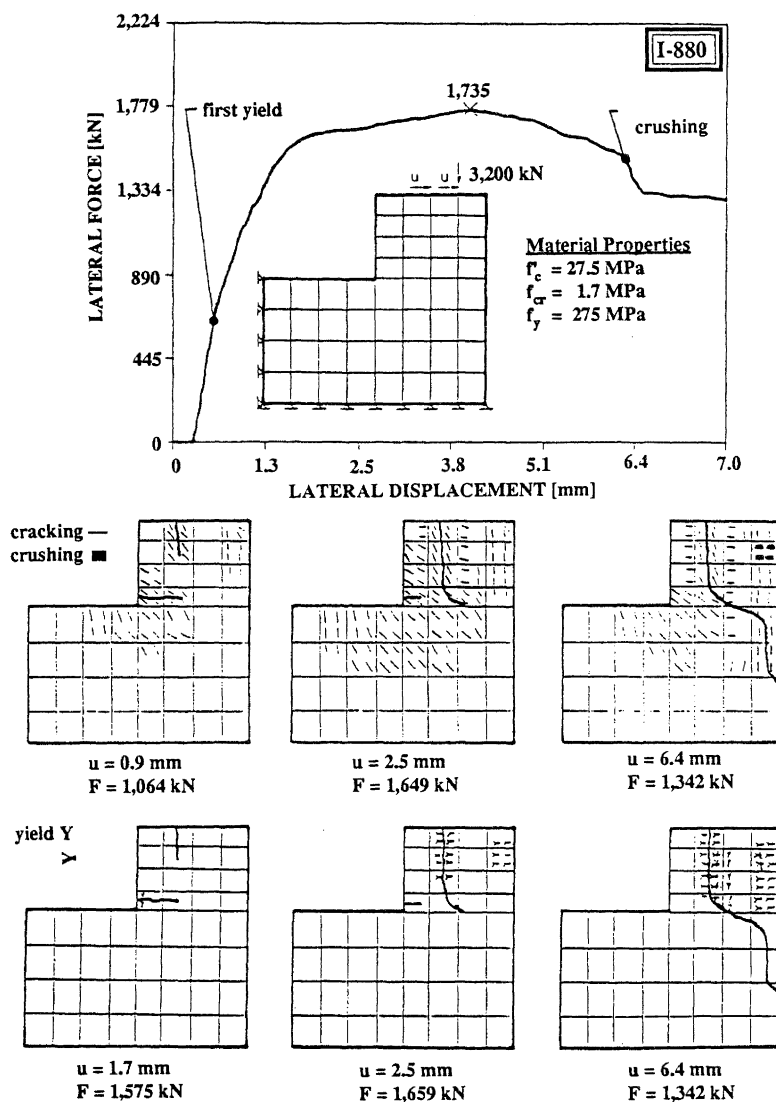 2,224
I-880
1,779
first yield
1,735
crushing
LATERAL FORCE [kN]
1,334
u u 3,200 kN
Material Properties
f'c = 27.5 MPa
fcr = 1.7 MPa
fy = 275 MPa
890
445
0
0 1.3 2.5 3.8 5.1 6.4 7.0
LATERAL DISPLACEMENT [mm]
cracking
crushing
u = 0.9 mm
F = 1,064 kN
u = 2.5 mm
F = 1,649 kN
u = 6.4 mm
F = 1,342 kN
yield Y
Y
u = 1.7 mm
F = 1,575 kN
u = 2.5 mm
F = 1,659 kN
u = 6.4 mm
F = 1,342 kN